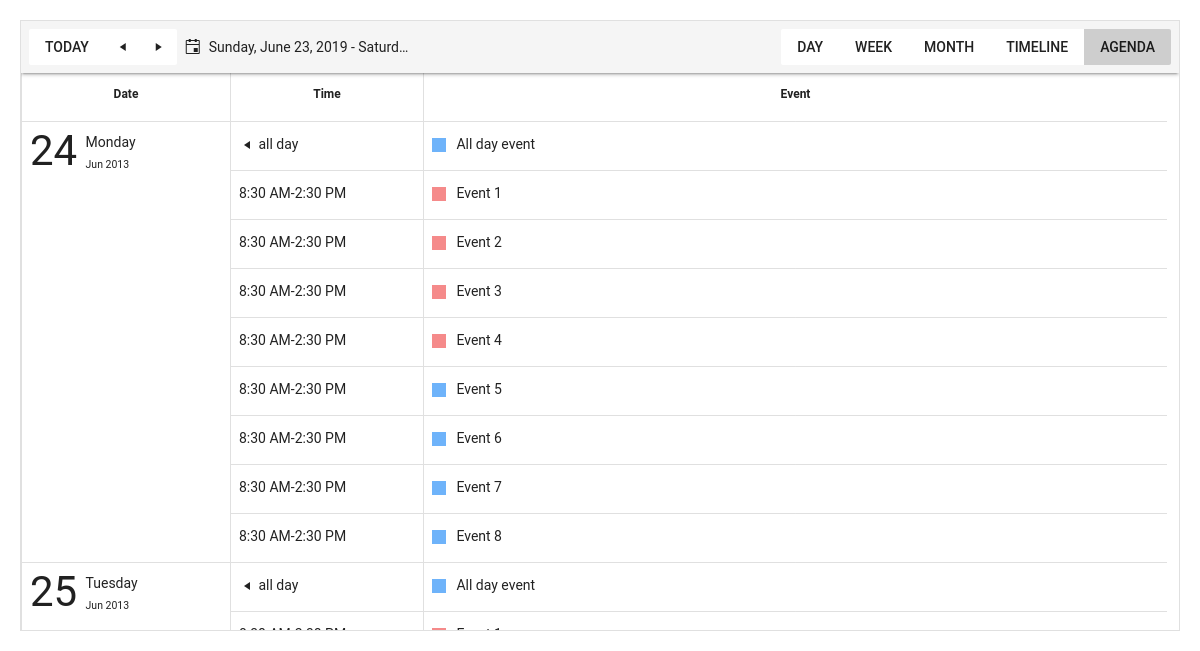 TODAY Sunday, June 23, 2019 - Saturd… DAY WEEK MONTH TIMELINE AGENDA
Date Time Event
24 Monday all day All day event
Jun 2013
8:30 AM-2:30 PM Event 1
8:30 AM-2:30 PM Event 2
8:30 AM-2:30 PM Event 3
8:30 AM-2:30 PM Event 4
8:30 AM-2:30 PM Event 5
8:30 AM-2:30 PM Event 6
8:30 AM-2:30 PM Event 7
8:30 AM-2:30 PM Event 8
25 Tuesday all day All day event
Jun 2013